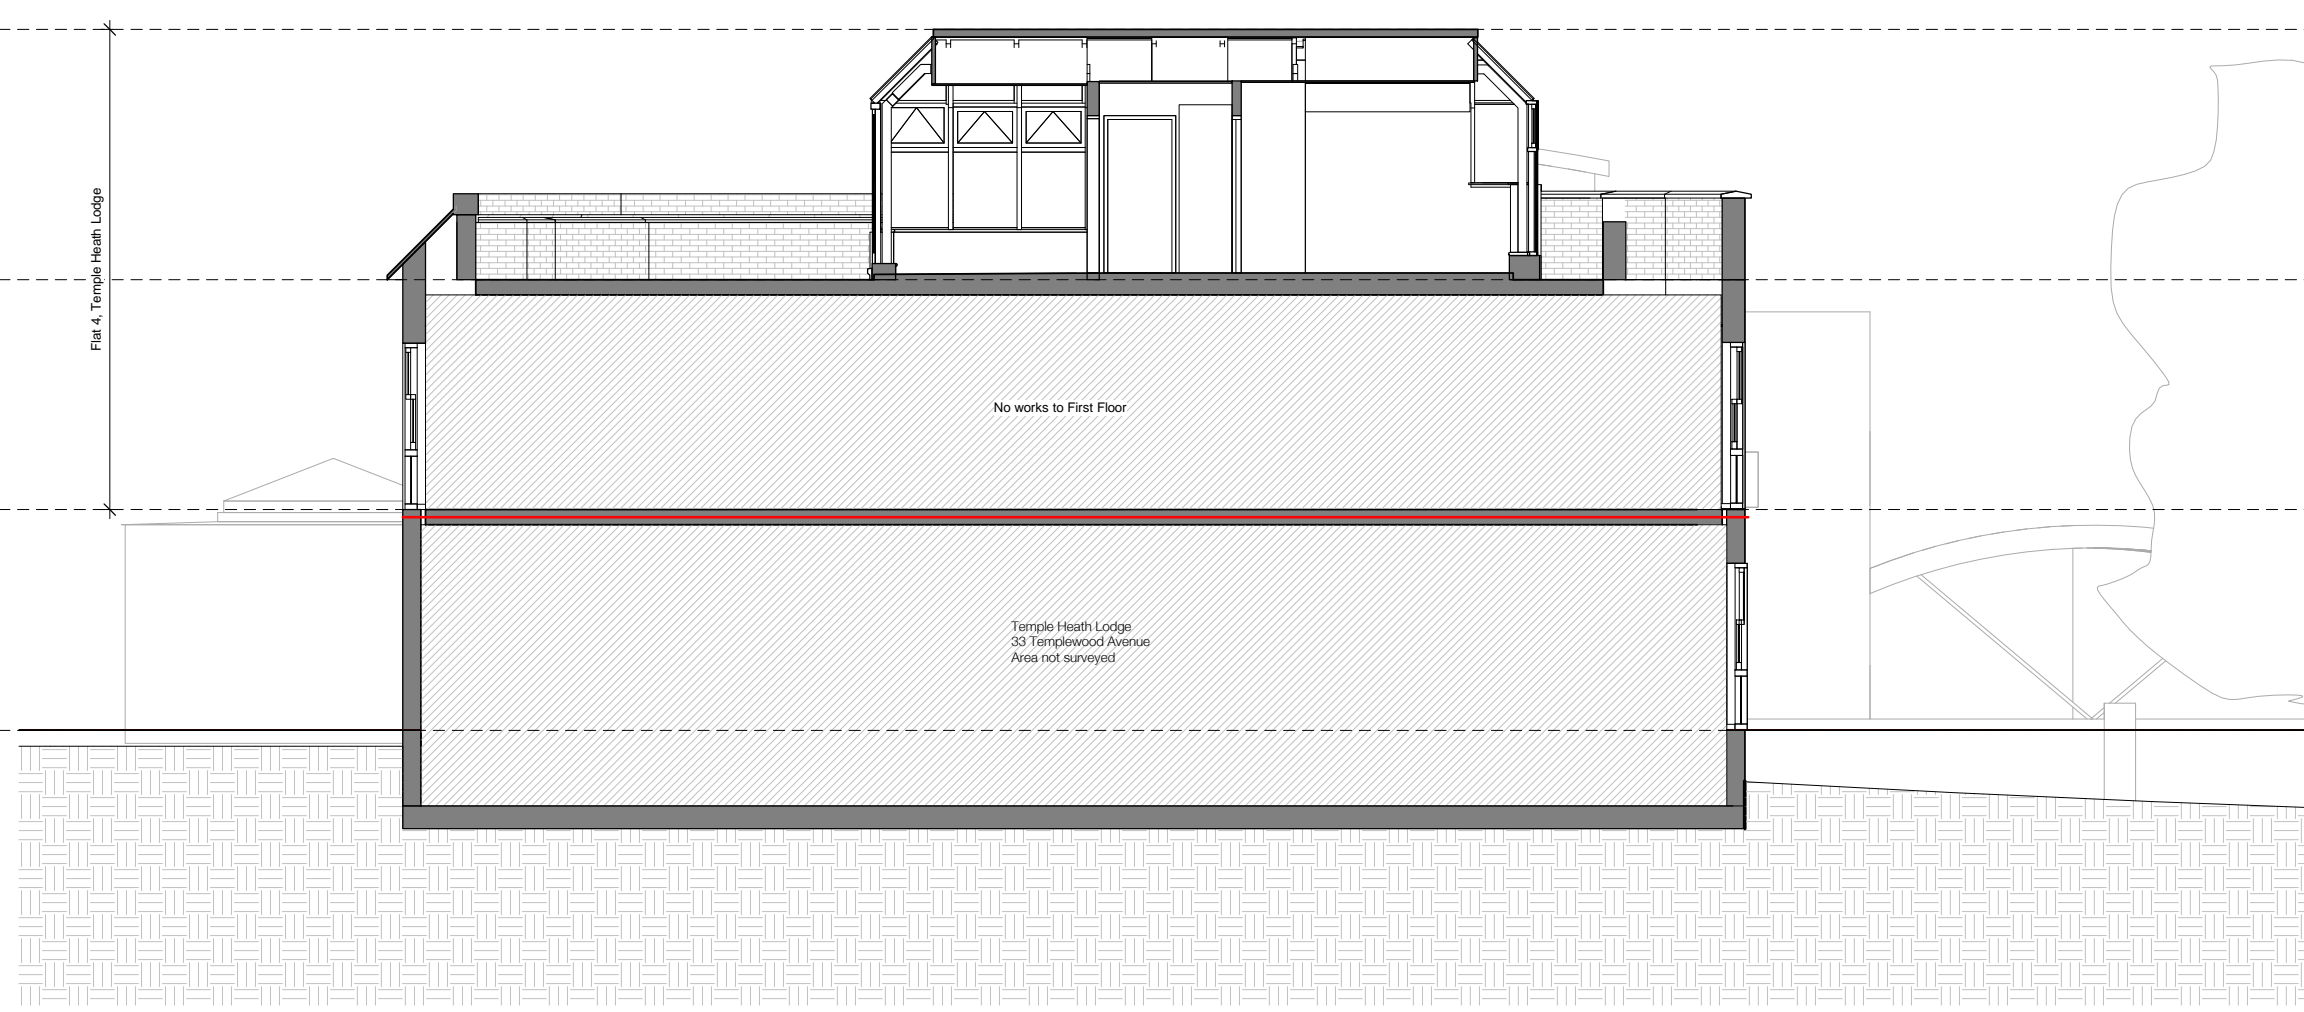 Flat 4, Temple Heath Lodge
No works to First Floor
Temple Heath Lodge
33 Templewood Avenue
Area not surveyed